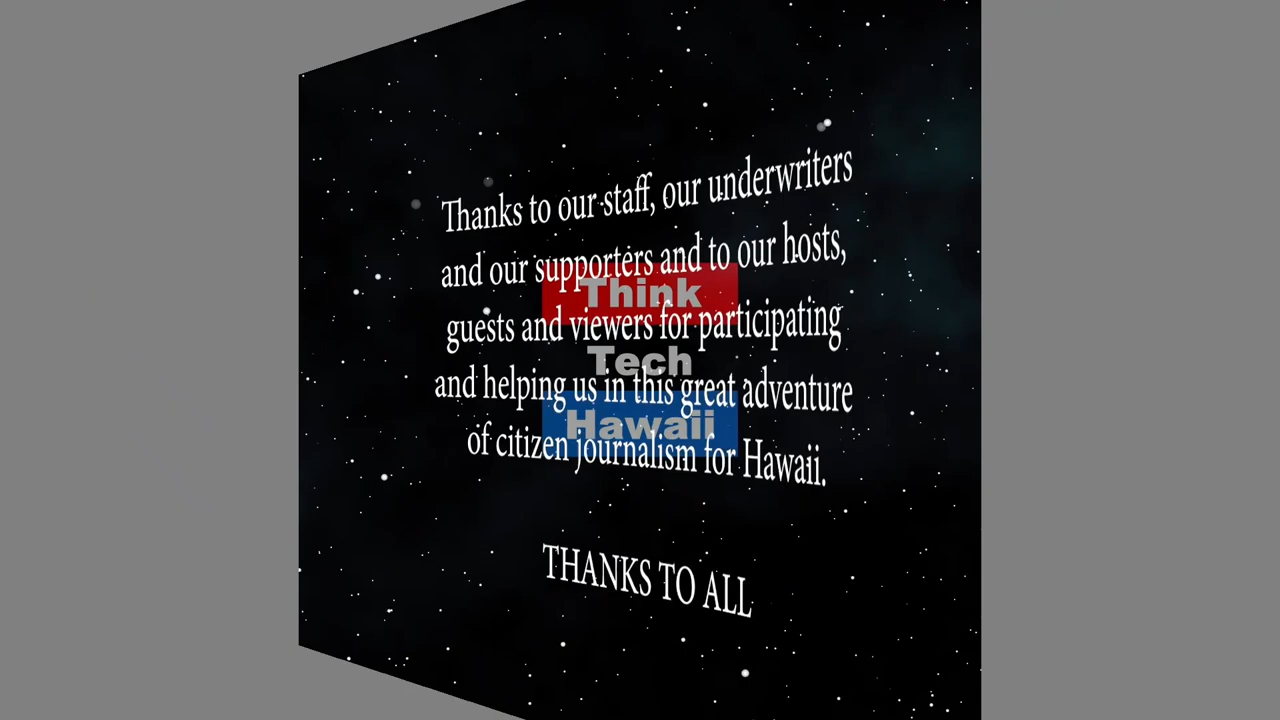 Thanks to our staff, our underwriters
and our supporters and to our hosts,
guests and viewers for participating
and helping us in this great adventure
of citizen journalism for Hawaii.
THANKS TO ALL
Think
Tech
Hawaii